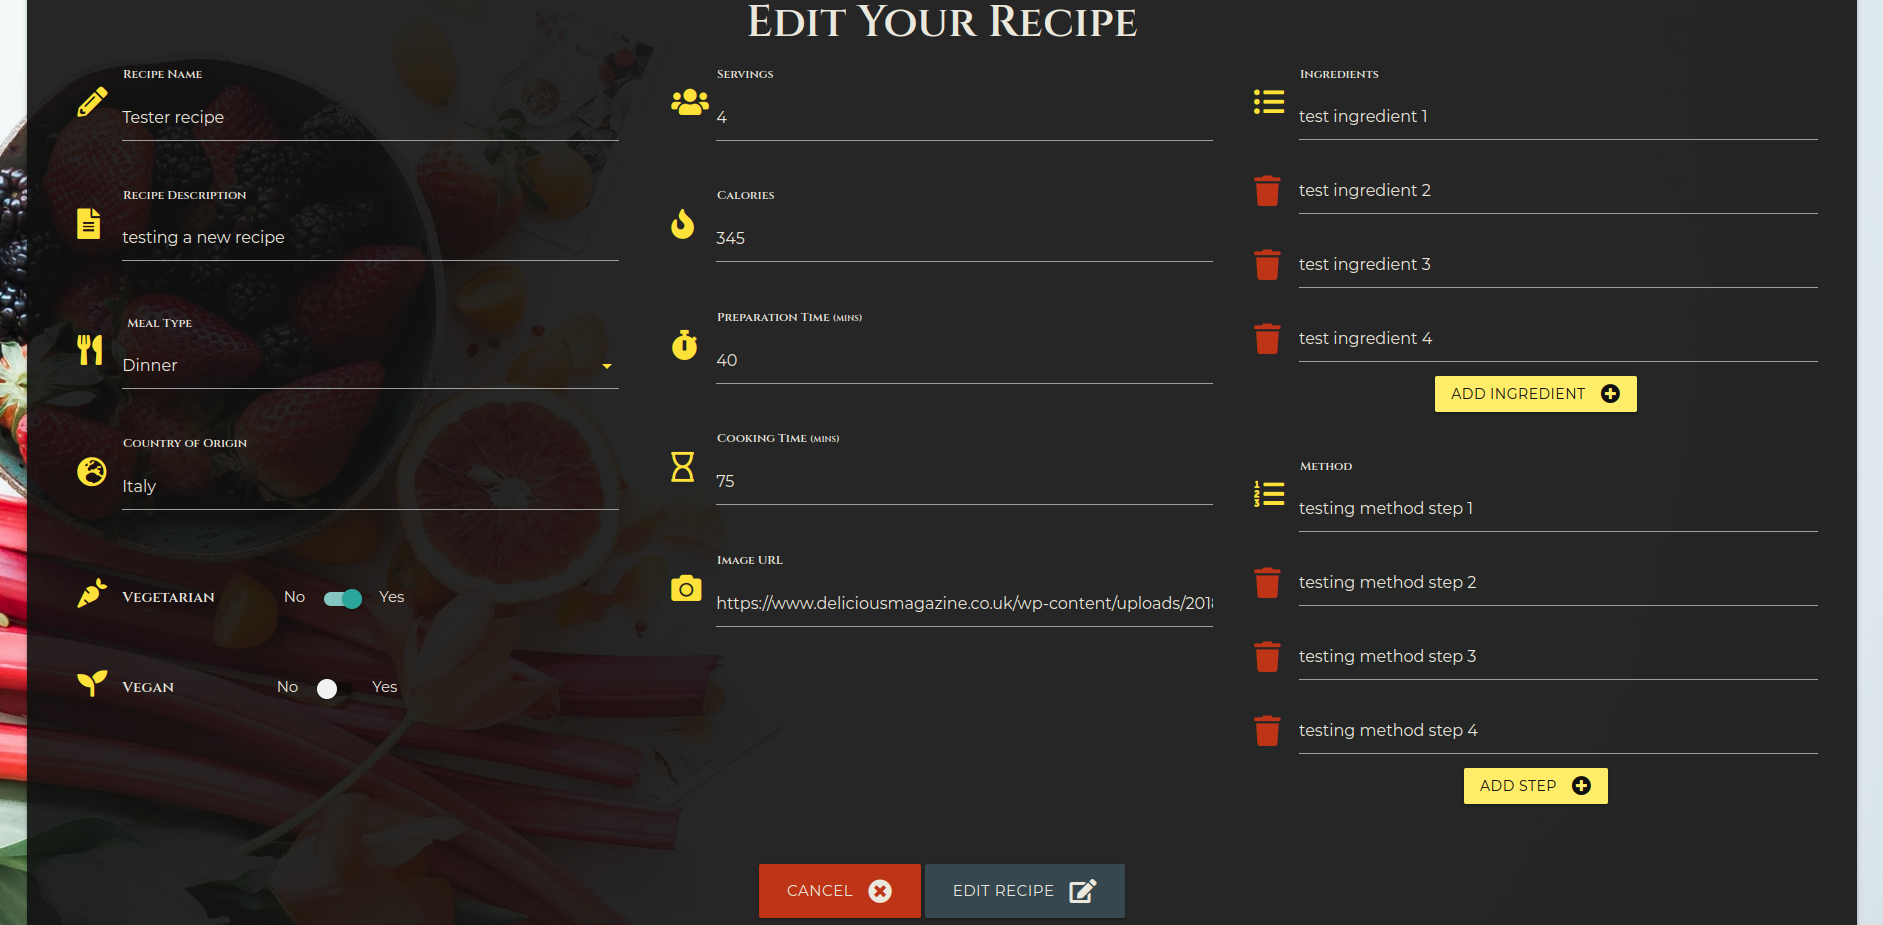 Edit Your Recipe
Recipe Name
Tester recipe
Recipe Description
testing a new recipe
Meal Type
Dinner
Country of Origin
Italy
Vegetarian No Yes
Vegan No Yes
Servings
4
Calories
345
Preparation Time (mins)
40
Cooking Time (mins)
75
Image URL
https://www.deliciousmagazine.co.uk/wp-content/uploads/201
Ingredients
test ingredient 1
test ingredient 2
test ingredient 3
test ingredient 4
ADD INGREDIENT
Method
testing method step 1
testing method step 2
testing method step 3
testing method step 4
ADD STEP
CANCEL
EDIT RECIPE